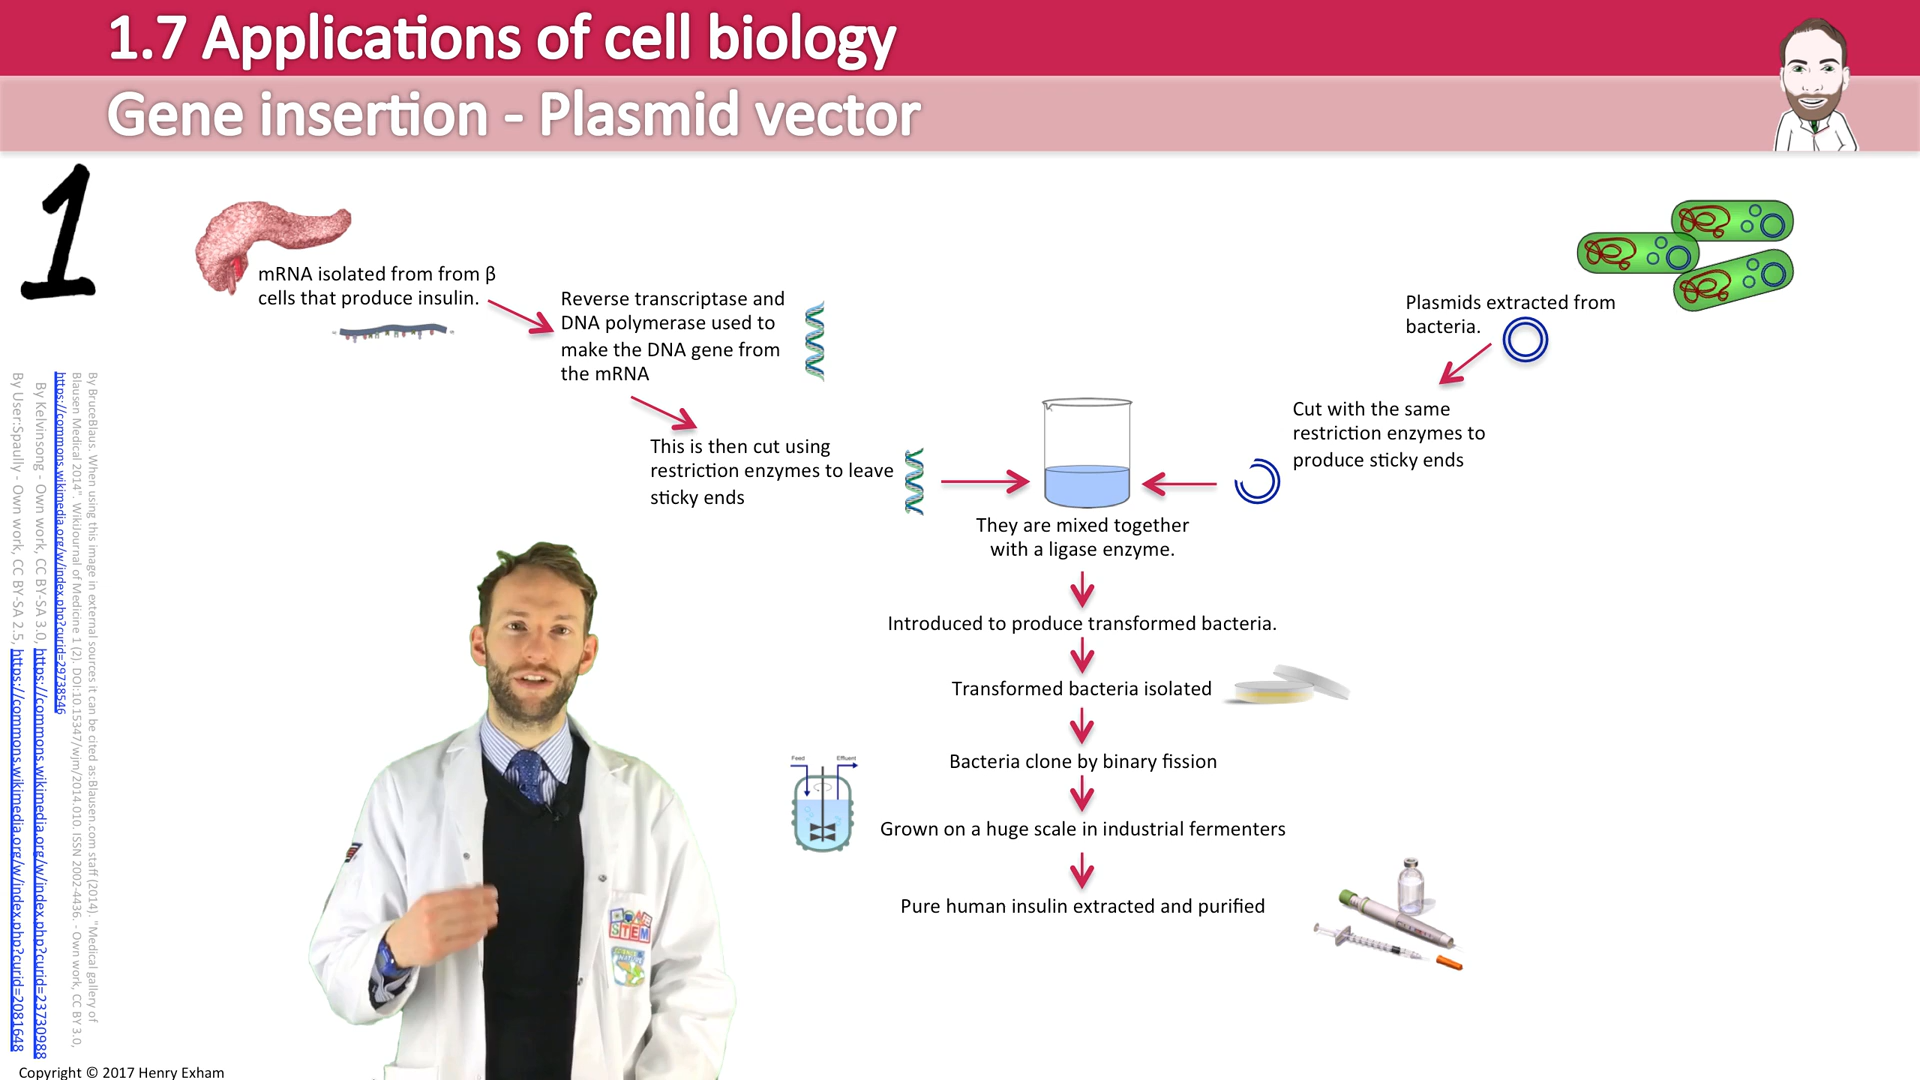 1.7 Applications of cell biology
Gene insertion - Plasmid vector
1
mRNA isolated from from β
cells that produce insulin.
Reverse transcriptase and
DNA polymerase used to
make the DNA gene from
the mRNA
This is then cut using
restriction enzymes to leave
sticky ends
Plasmids extracted from
bacteria.
Cut with the same
restriction enzymes to
produce sticky ends
They are mixed together
with a ligase enzyme.
Introduced to produce transformed bacteria.
Transformed bacteria isolated
Bacteria clone by binary fission
Feed
Effluent
Grown on a huge scale in industrial fermenters
Pure human insulin extracted and purified
STEM
By BruceBlaus. When using this image in external sources it can be cited as:Blausen.com staff (2014). "Medical gallery of
Blausen Medical 2014". WikiJournal of Medicine 1 (2). DOI:10.15347/wjm/2014.010. ISSN 2002-4436. - Own work, CC BY 3.0,
https://commons.wikimedia.org/w/index.php?curid=29738546
By Kelvinsong - Own work, CC BY-SA 3.0, https://commons.wikimedia.org/w/index.php?curid=23730988
By User:Spaully - Own work, CC BY-SA 2.5, https://commons.wikimedia.org/w/index.php?curid=2081648
Copyright © 2017 Henry Exham